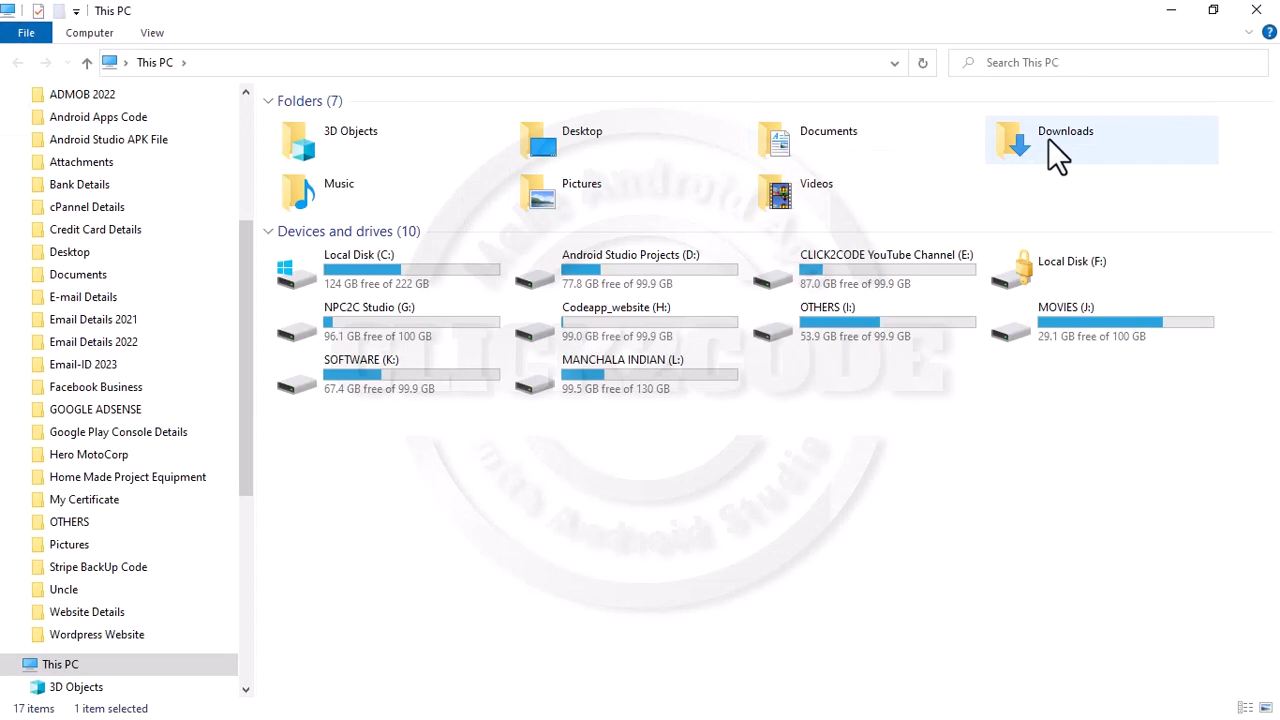 This PC
File
Computer
View
This PC
Search This PC
ADMOB 2022
Android Apps Code
Android Studio APK File
Attachments
Bank Details
cPannel Details
Credit Card Details
Desktop
Documents
E-mail Details
Email Details 2021
Email Details 2022
Email-ID 2023
Facebook Business
GOOGLE ADSENSE
Google Play Console Details
Hero MotoCorp
Home Made Project Equipment
My Certificate
OTHERS
Pictures
Stripe BackUp Code
Uncle
Website Details
Wordpress Website
This PC
3D Objects
Folders (7)
3D Objects
Desktop
Documents
Downloads
Music
Pictures
Videos
Devices and drives (10)
Local Disk (C:)
124 GB free of 222 GB
Android Studio Projects (D:)
77.8 GB free of 99.9 GB
CLICK2CODE YouTube Channel (E:)
87.0 GB free of 99.9 GB
Local Disk (F:)
NPC2C Studio (G:)
96.1 GB free of 100 GB
Codeapp_website (H:)
99.0 GB free of 99.9 GB
OTHERS (I:)
53.9 GB free of 99.9 GB
MOVIES (J:)
29.1 GB free of 100 GB
SOFTWARE (K:)
67.4 GB free of 99.9 GB
MANCHALA INDIAN (L:)
99.5 GB free of 130 GB
CLICK2CODE
with Android Studio
17 items
1 item selected